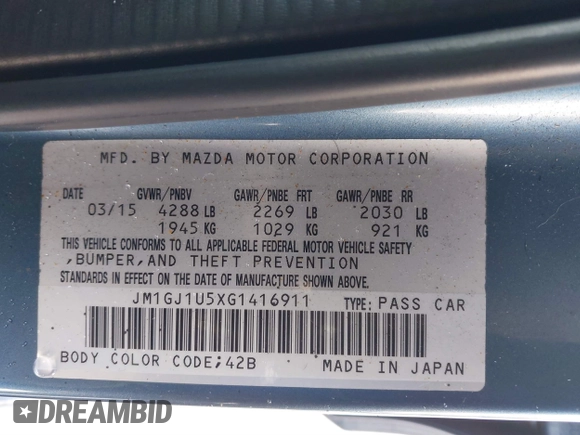 MFD. BY MAZDA MOTOR CORPORATION
DATE GVWR/PNBV GAWR/PNBE FRT GAWR/PNBE RR
03/15 4288 LB 2269 LB 2030 LB
1945 KG 1029 KG 921 KG
THIS VEHICLE CONFORMS TO ALL APPLICABLE FEDERAL MOTOR VEHICLE SAFETY
,BUMPER,AND THEFT PREVENTION
STANDARDS IN EFFECT ON THE DATE OF MANUFACTURE SHOWN ABOVE.
JM1GJ1U5XG1416911 TYPE: PASS CAR
BODY COLOR CODE;42B MADE IN JAPAN
DREAMBID